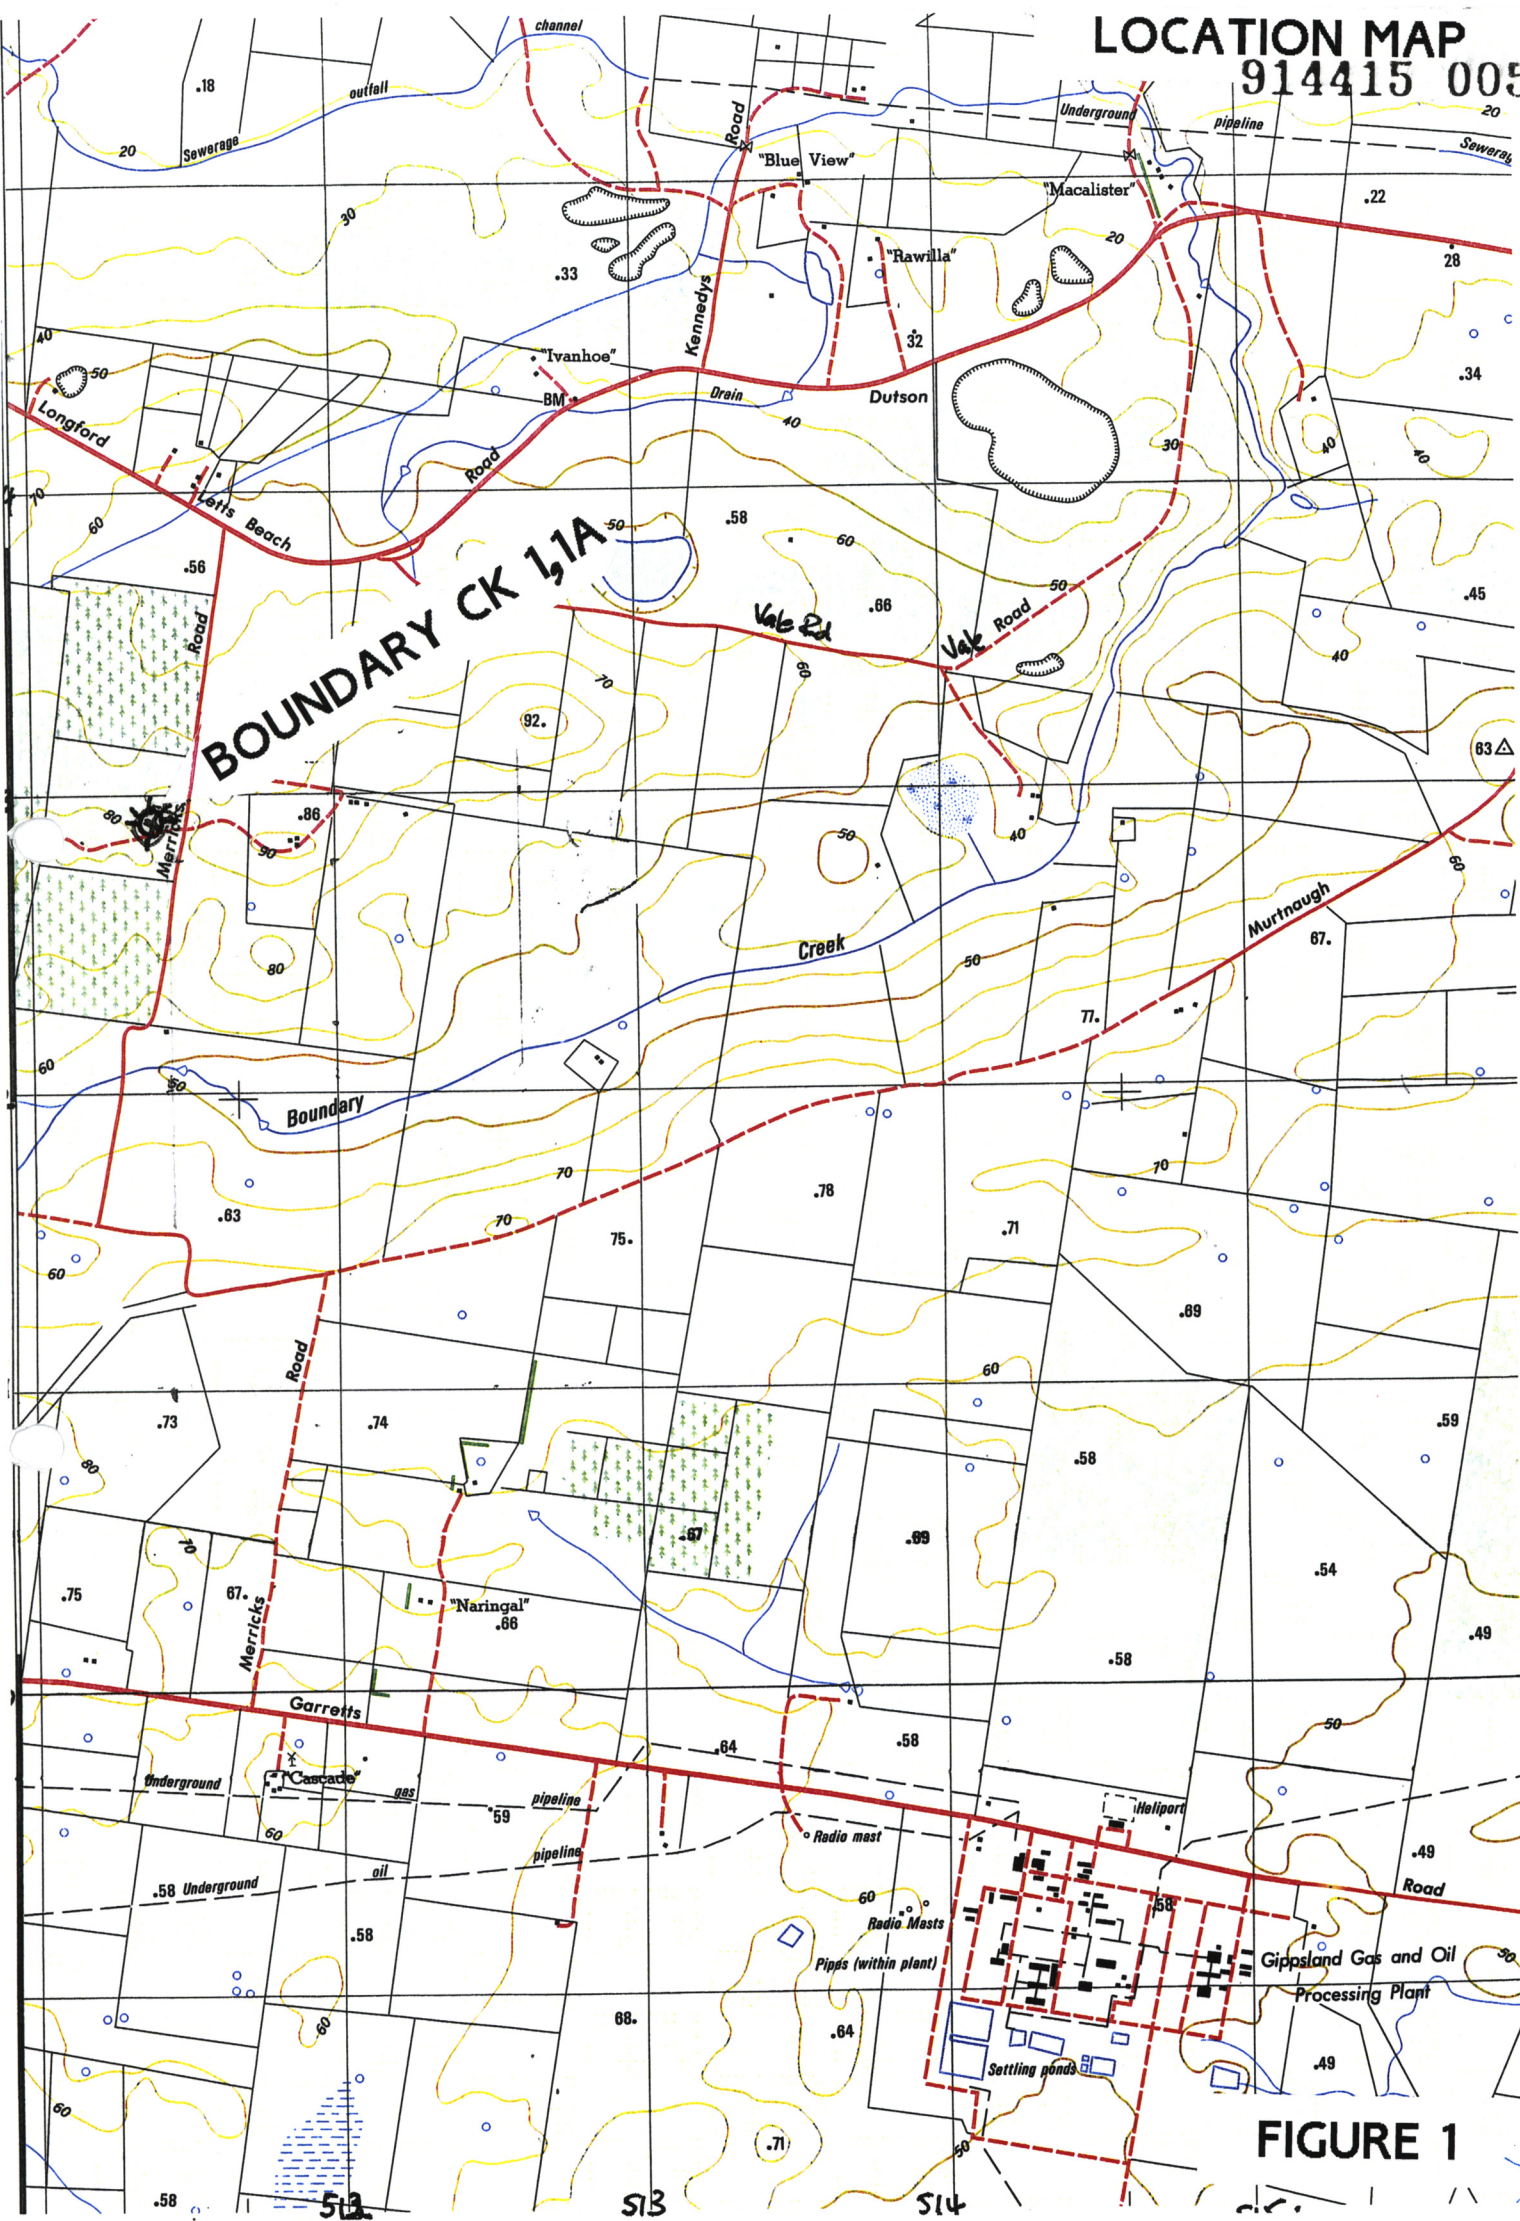 LOCATION MAP
914415 005
channel
.18
outfall
20
Sewerage
Road
Underground
pipeline
20
"Blue View"
"Macalister"
.22
30
20
"Rawilla"
28
.33
Kennedys
40
32
"Ivanhoe"
50
.34
BM
Drain
Dutson
Longford
40
30
40
40
Road
70
60
Letts Beach
50
.58
60
.56
BOUNDARY CK 1,1A
50
.66
.45
Road
Vale Rd
Vale Road
60
40
70
92.
63
80
.86
Merricks
90
50
40
60
Murtnaugh
67.
80
Creek
50
77.
60
50
Boundary
70
70
.78
.63
70
75.
.71
60
.69
Road
60
.73
.74
.59
80
.58
70
.67
.69
.54
.75
67.
"Naringal"
.66
Merricks
.49
.58
Garretts
50
.64
.58
Underground
"Cascade"
gas
pipeline
59
Heliport
60
Radio mast
pipeline
oil
.49
.58
Underground
60
Road
Radio Masts
58
.58
Pipes (within plant)
Gippsland Gas and Oil
Processing Plant
50
60
68.
.64
Settling ponds
.49
60
.71
50
FIGURE 1
.58
512
513
514